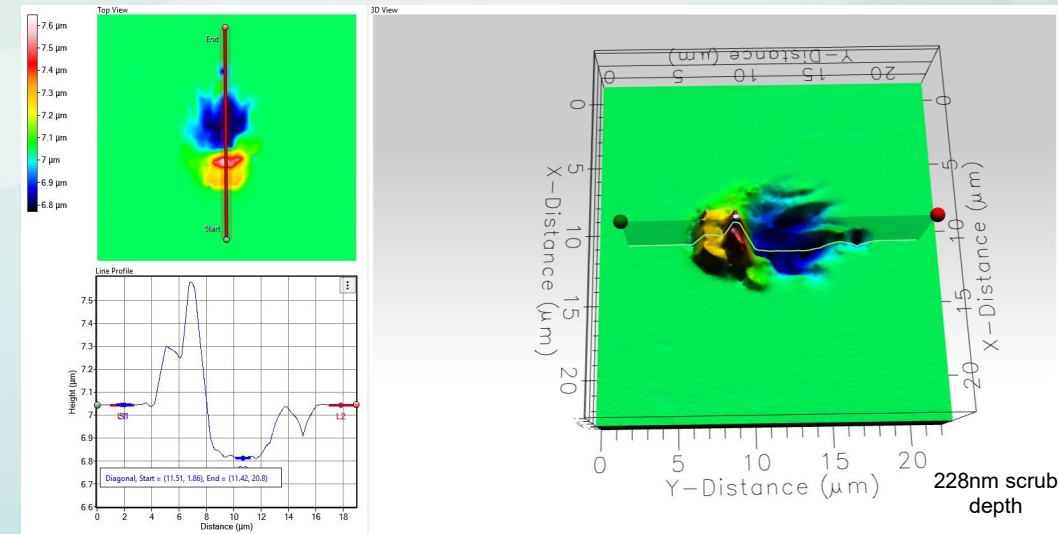 Top View
7.6 µm
7.5 µm
7.4 µm
7.3 µm
7.2 µm
7.1 µm
7 µm
6.9 µm
6.8 µm
End
Start
Line Profile
Height (µm)
7.5
7.4
7.3
7.2
7.1
7
6.9
6.8
6.7
6.6
L2
Diagonal, Start = (11.51, 1.86), End = (11.42, 20.8)
0 2 4 6 8 10 12 14 16 18
Distance (µm)
3D View
Y-Distance (µm)
0 5 10 15 20
X-Distance (µm)
0 5 10 15 20
X-Distance (µm)
0 5 10 15 20
0 5 10 15 20
Y-Distance (µm)
228nm scrub
depth